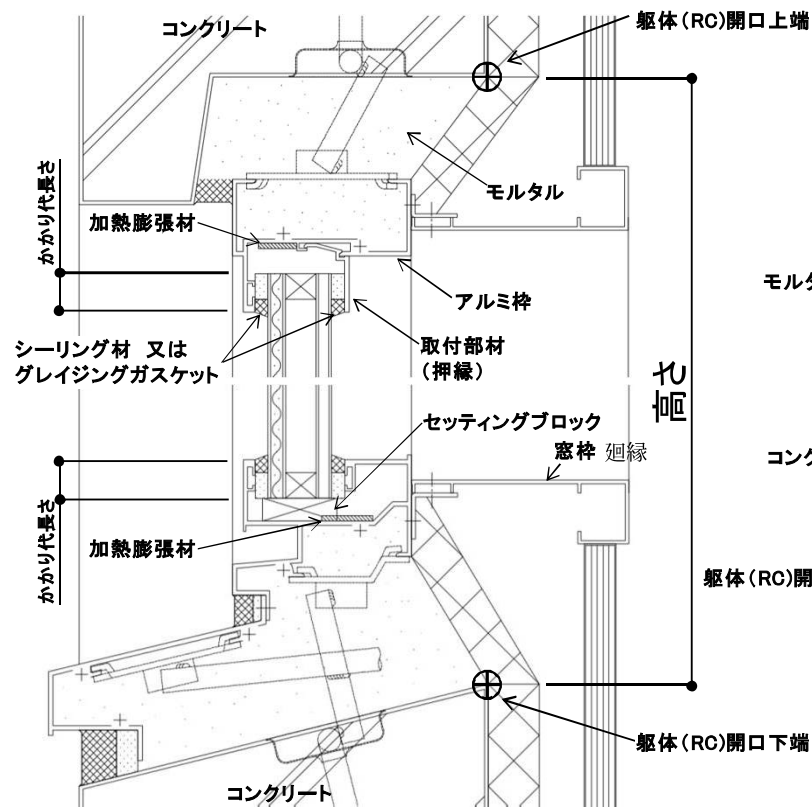 コンクリート
躯体(RC)開口上端
かかり代長さ
モルタル
加熱膨張材
アルミ枠
モルタ
シーリング材 又は
グレイジングガスケット
取付部材
(押縁)
高さ
セッティングブロック
窓枠 廻縁
コンク
かかり代長さ
加熱膨張材
躯体(RC)開
躯体(RC)開口下端
コンクリート